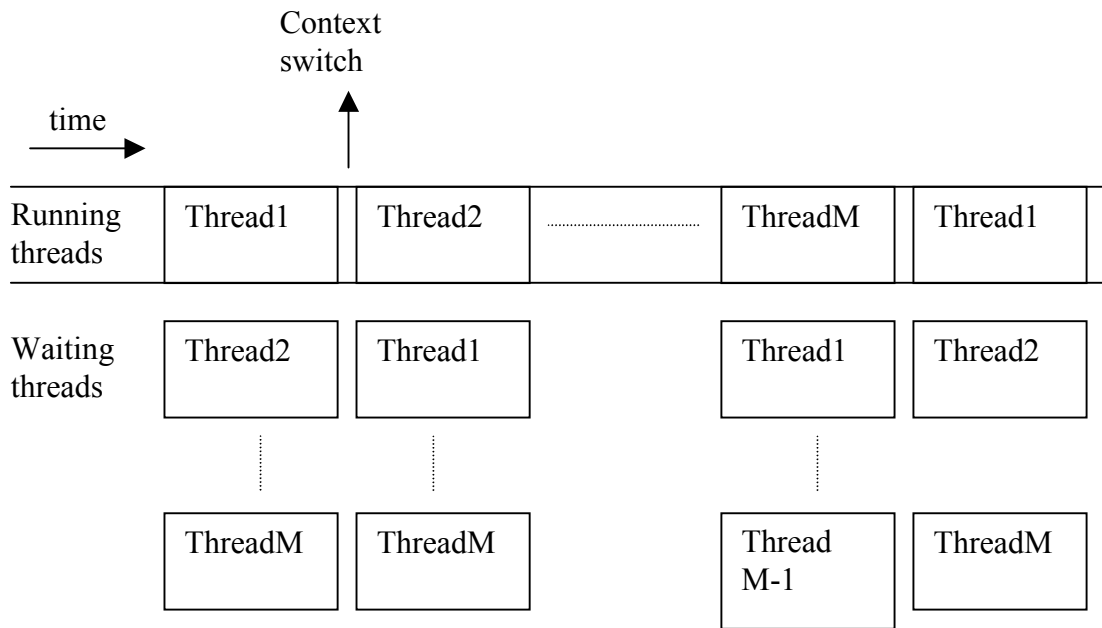 Context
switch
time
Running
threads
Thread1
Thread2
ThreadM
Thread1
Waiting
threads
Thread2
Thread1
Thread1
Thread2
ThreadM
ThreadM
Thread
M-1
ThreadM